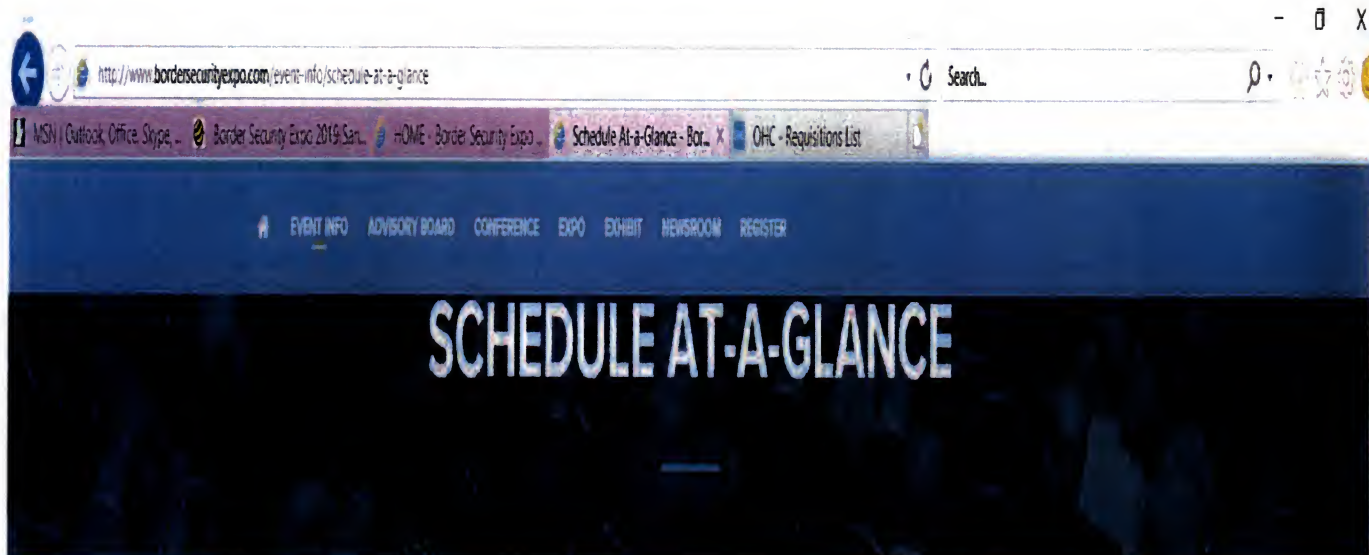 http://www.bordersecurityexpo.com/event-info/schedule-at-a-glance Search...
MSN | Outlook, Office, Skype, ... Border Security Expo 2019: San... HOME - Border Security Expo ... Schedule At-a-Glance - Bor... OHC - Requisitions List
EVENT INFO ADVISORY BOARD CONFERENCE EXPO EXHIBIT NEWSROOM REGISTER
SCHEDULE AT-A-GLANCE